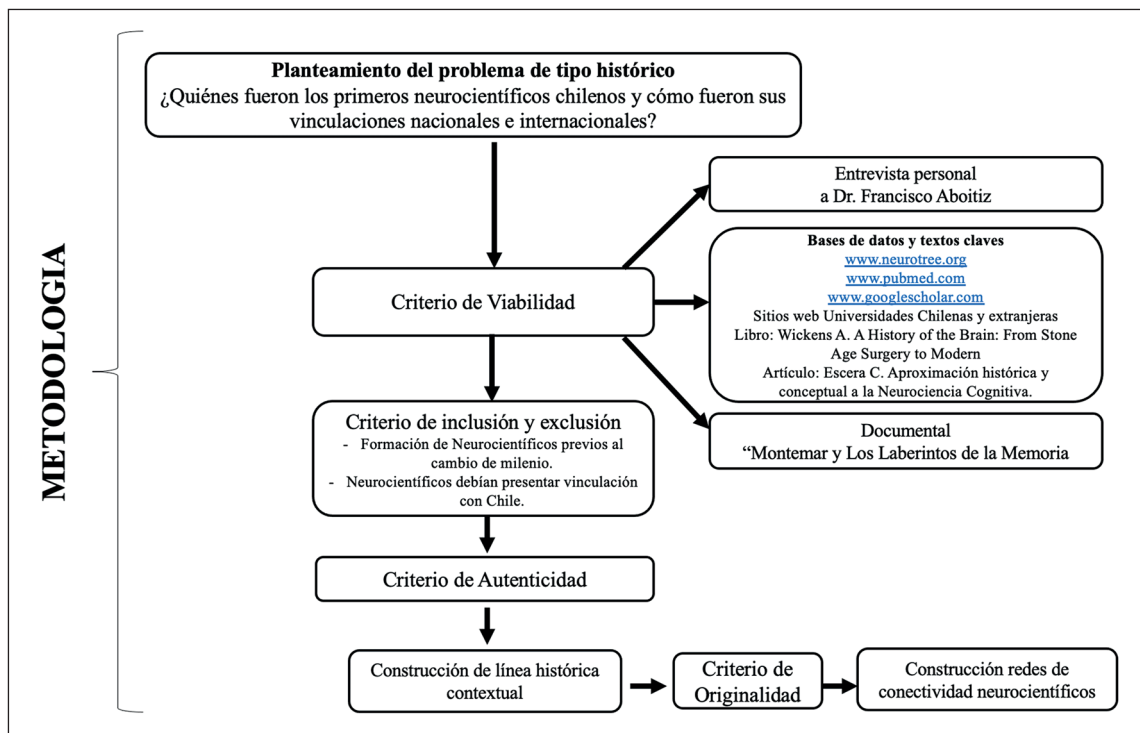 METODOLOGIA
Planteamiento del problema de tipo histórico
¿Quiénes fueron los primeros neurocientíficos chilenos y cómo fueron sus
vinculaciones nacionales e internacionales?
Entrevista personal
a Dr. Francisco Aboitiz
Criterio de Viabilidad
Bases de datos y textos claves
www.neurotree.org
www.pubmed.com
www.googlescholar.com
Sitios web Universidades Chilenas y extranjeras
Libro: Wickens A. A History of the Brain: From Stone
Age Surgery to Modern
Artículo: Escera C. Aproximación histórica y
conceptual a la Neurociencia Cognitiva.
Documental
“Montemar y Los Laberintos de la Memoria
Criterio de inclusión y exclusión
- Formación de Neurocientíficos previos al
cambio de milenio.
- Neurocientíficos debían presentar vinculación
con Chile.
Criterio de Autenticidad
Construcción de línea histórica
contextual
Criterio de
Originalidad
Construcción redes de
conectividad neurocientíficos